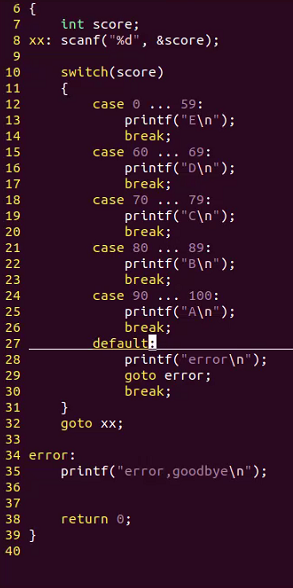 6 {
7     int score;
8 xx: scanf("%d", &score);
9
10     switch(score)
11     {
12         case 0 ... 59:
13             printf("E\n");
14             break;
15         case 60 ... 69:
16             printf("D\n");
17             break;
18         case 70 ... 79:
19             printf("C\n");
20             break;
21         case 80 ... 89:
22             printf("B\n");
23             break;
24         case 90 ... 100:
25             printf("A\n");
26             break;
27         default:
28             printf("error\n");
29             goto error;
30             break;
31     }
32     goto xx;
33
34 error:
35     printf("error,goodbye\n");
36
37
38     return 0;
39 }
40